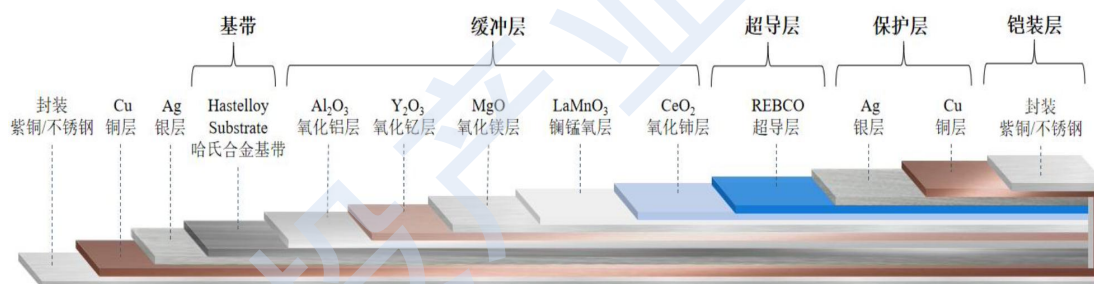 基带 缓冲层 超导层 保护层 铠装层
封装 Cu Ag Hastelloy Al₂O₃ Y₂O₃ MgO LaMnO₃ CeO₂ REBCO Ag Cu 封装
紫铜/不锈钢 铜层 银层 Substrate 氧化铝层 氧化钇层 氧化镁层 镧锰氧层 氧化铈层 超导层 银层 铜层 紫铜/不锈钢
哈氏合金基带
产业